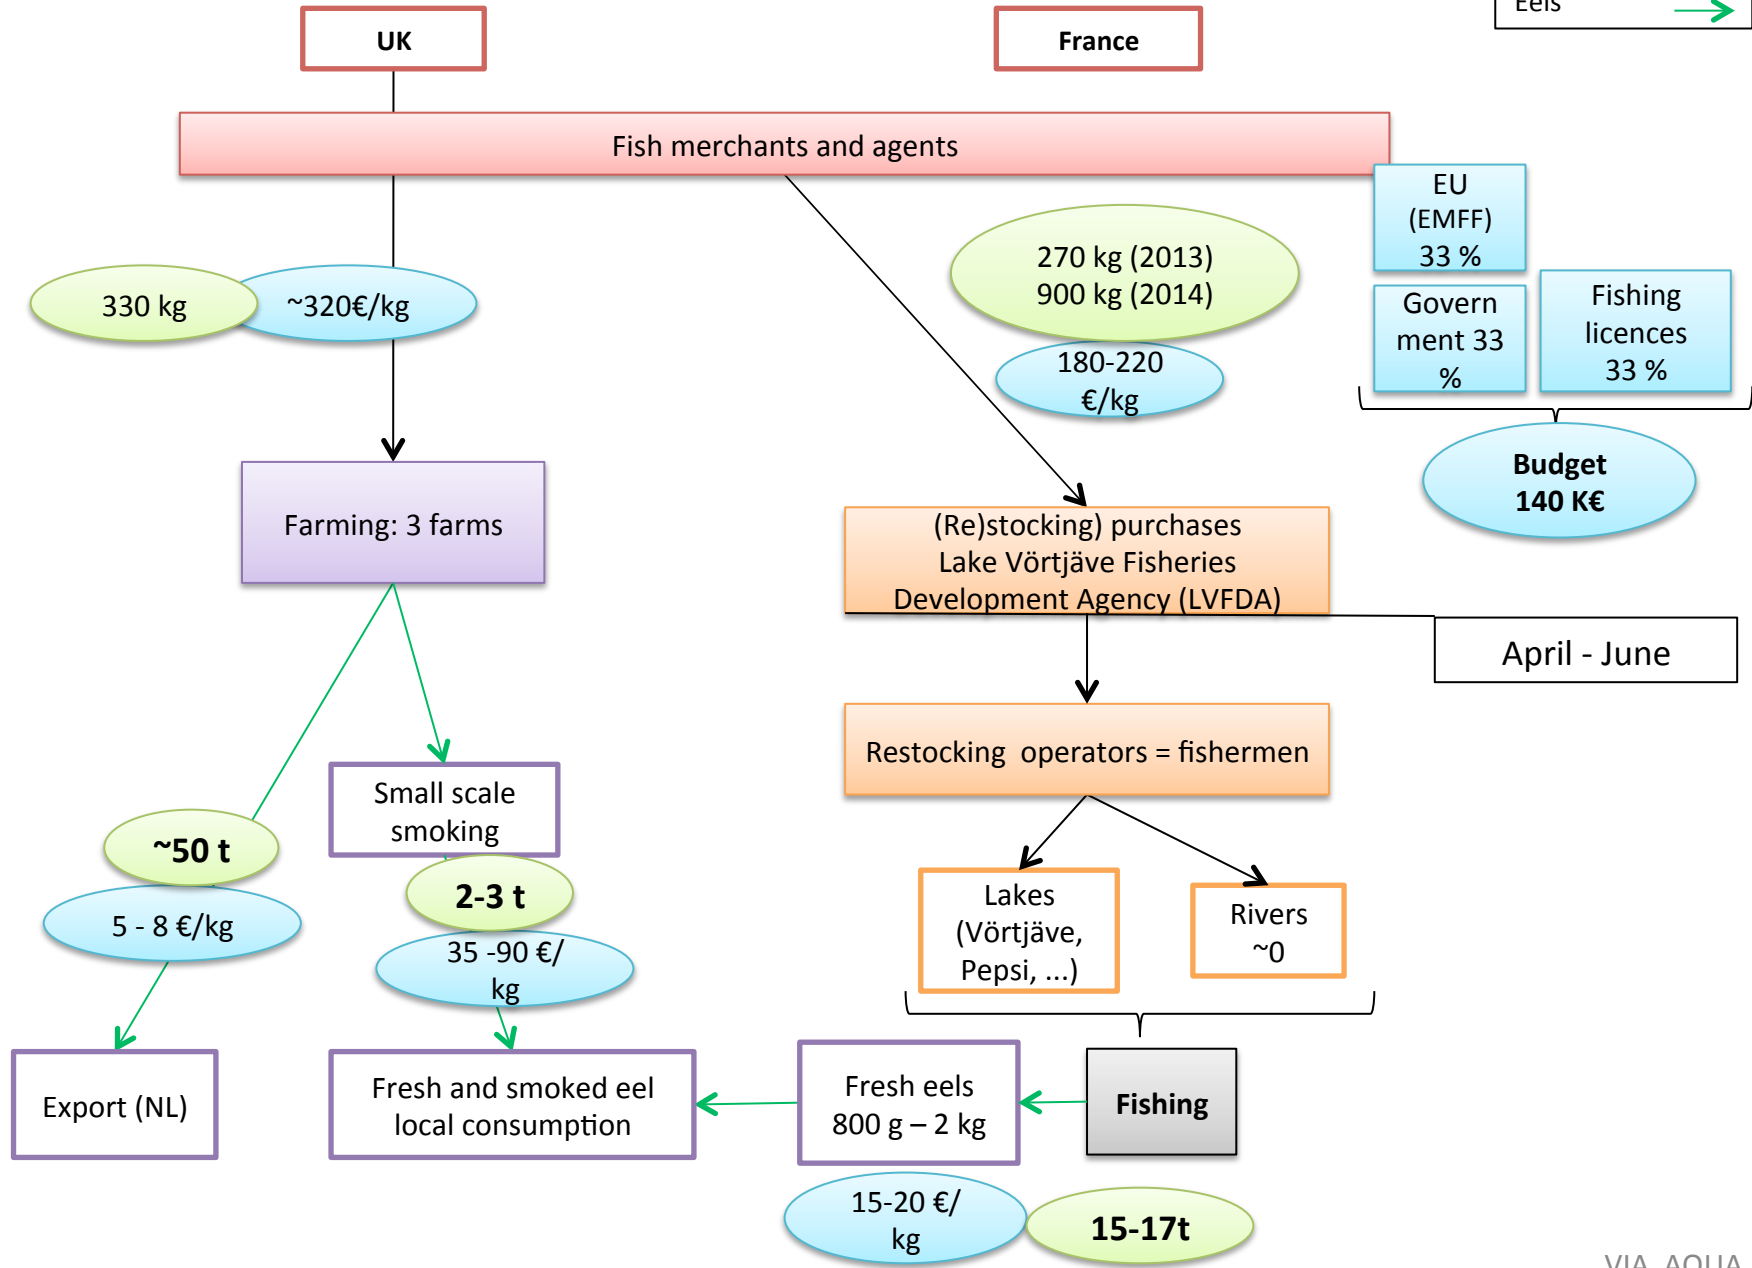 Eels
UK
France
Fish merchants and agents
EU
(EMFF)
33 %
270 kg (2013)
900 kg (2014)
330 kg
~320€/kg
Govern
ment 33
%
Fishing
licences
33 %
180-220
€/kg
Budget
140 K€
Farming: 3 farms
(Re)stocking) purchases
Lake Vörtjäve Fisheries
Development Agency (LVFDA)
April - June
Restocking operators = fishermen
Small scale
smoking
~50 t
2-3 t
5 - 8 €/kg
35 -90 €/
kg
Lakes
(Vörtjäve,
Pepsi, ...)
Rivers
~0
Export (NL)
Fresh and smoked eel
local consumption
Fresh eels
800 g – 2 kg
Fishing
15-20 €/
kg
15-17t
VIA AQUA